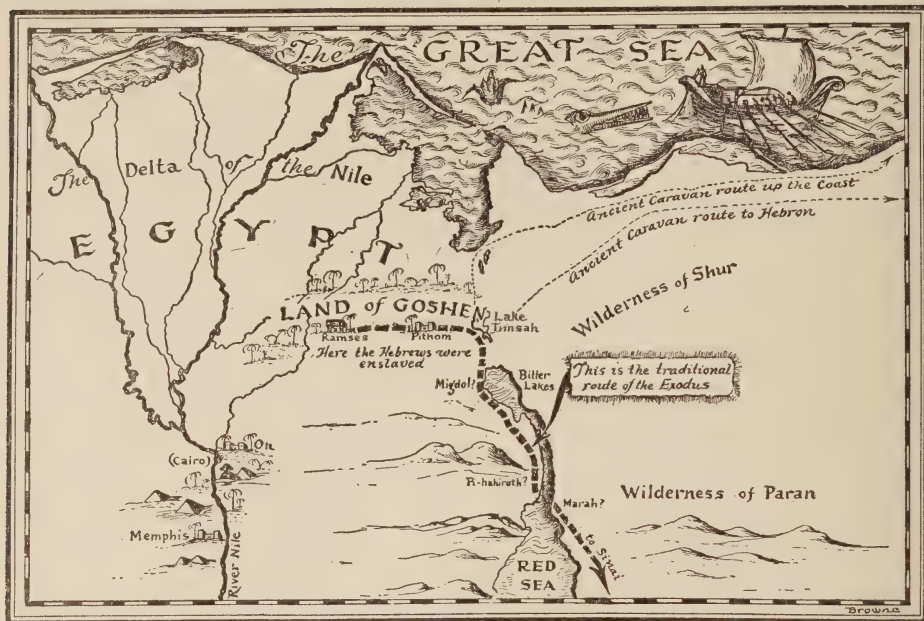 The GREAT SEA
The Delta of the Nile
EGYPT
Ancient Caravan route up the Coast
Ancient Caravan route to Hebron
Wilderness of Shur
LAND of GOSHEN
Lake Timsah
Ramses
Pithom
Here the Hebrews were
enslaved
Migdol?
Bitter
Lakes
This is the traditional
route of the Exodus
On
(Cairo)
Pi-hahiroth?
Marah?
Wilderness of Paran
Memphis
River Nile
to Sinai
RED
SEA
Browne